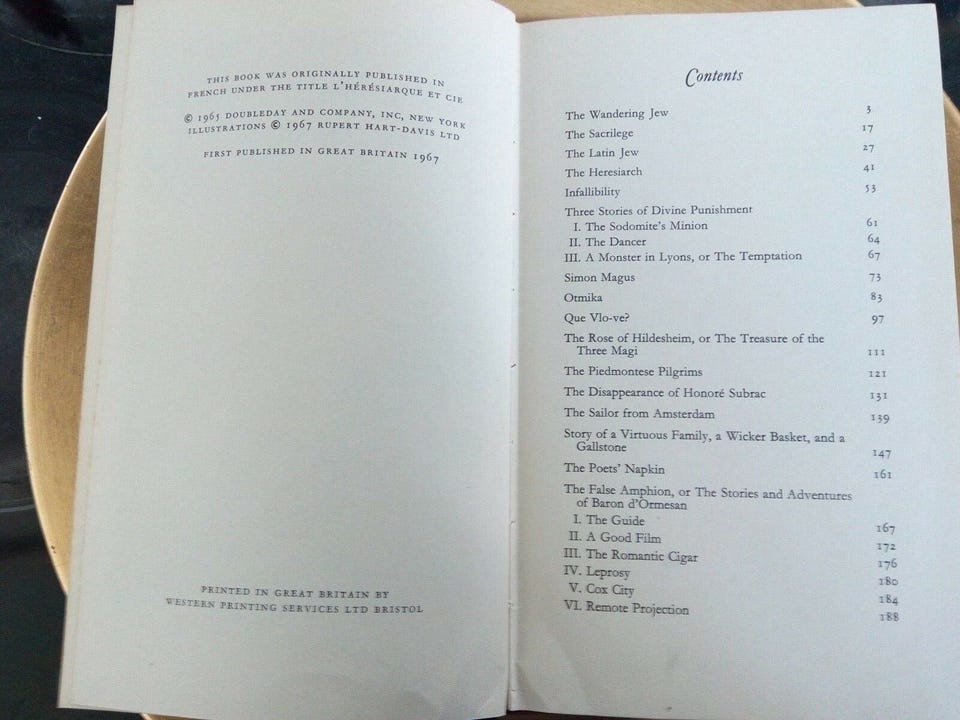 THIS BOOK WAS ORIGINALLY PUBLISHED IN
FRENCH UNDER THE TITLE L'HÉRÉSIARQUE ET CIE
© 1965 DOUBLEDAY AND COMPANY, INC, NEW YORK
ILLUSTRATIONS © 1967 RUPERT HART-DAVIS LTD
FIRST PUBLISHED IN GREAT BRITAIN 1967
PRINTED IN GREAT BRITAIN BY
WESTERN PRINTING SERVICES LTD BRISTOL
Contents
The Wandering Jew 3
The Sacrilege 17
The Latin Jew 27
The Heresiarch 41
Infallibility 53
Three Stories of Divine Punishment
I. The Sodomite's Minion 61
II. The Dancer 64
III. A Monster in Lyons, or The Temptation 67
Simon Magus 73
Otmika 83
Que Vlo-ve? 97
The Rose of Hildesheim, or The Treasure of the
Three Magi 111
The Piedmontese Pilgrims 121
The Disappearance of Honoré Subrac 131
The Sailor from Amsterdam 139
Story of a Virtuous Family, a Wicker Basket, and a
Gallstone 147
The Poets' Napkin 161
The False Amphion, or The Stories and Adventures
of Baron d'Ormesan
I. The Guide 167
II. A Good Film 172
III. The Romantic Cigar 176
IV. Leprosy 180
V. Cox City 184
VI. Remote Projection 188